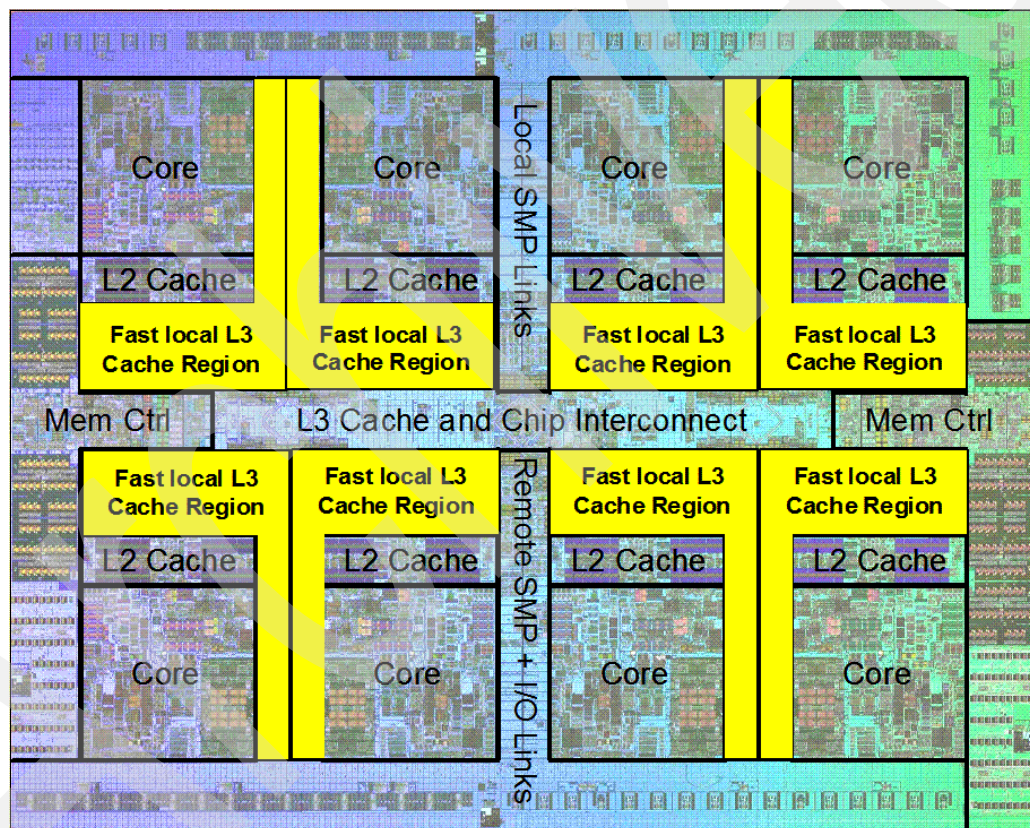 Core
Core
Core
Core
Local SMP Links
L2 Cache
L2 Cache
L2 Cache
L2 Cache
Fast local L3
Cache Region
Fast local L3
Cache Region
Fast local L3
Cache Region
Fast local L3
Cache Region
Mem Ctrl
L3 Cache and Chip Interconnect
Mem Ctrl
Fast local L3
Cache Region
Fast local L3
Cache Region
Fast local L3
Cache Region
Fast local L3
Cache Region
Remote SMP + I/O Links
L2 Cache
L2 Cache
L2 Cache
L2 Cache
Core
Core
Core
Core